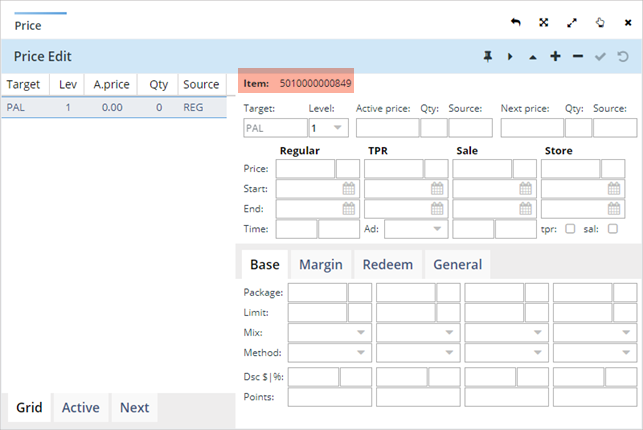 Price
Price Edit
Target Lev A.price Qty Source
PAL 1 0.00 0 REG
Item: 5010000000849
Target: Level: Active price: Qty: Source: Next price: Qty: Source:
PAL 1
Regular TPR Sale Store
Price:
Start:
End:
Time: Ad: tpr: sal:
Base Margin Redeem General
Package:
Limit:
Mix:
Method:
Dsc $|%:
Points:
Grid Active Next